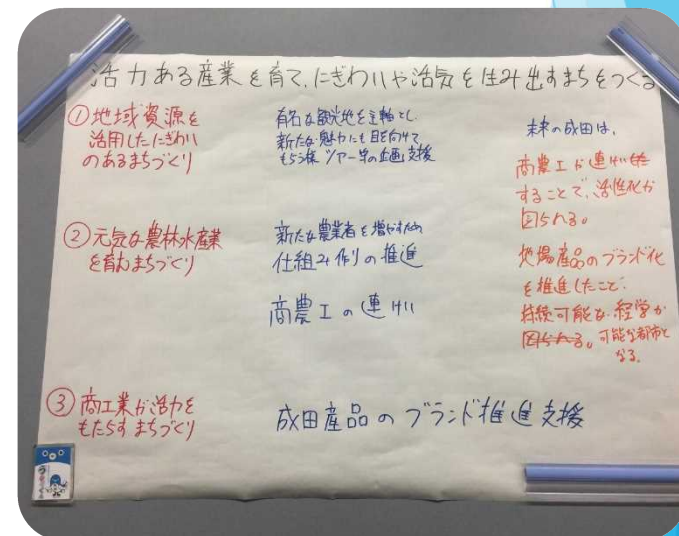 活力ある産業を育て、にぎわいや活気を生み出すまちをつくる
①地域資源を
活用したにぎわい
のあるまちづくり
有名な観光地を主軸とし
新たな魅力にも目を向けて
もらう様ツアー等の企画支援
②元気な農林水産業
を育むまちづくり
新たな農業者を増やすため
仕組み作りの推進
商農工の連けい
③商工業が活力を
もたらすまちづくり
成田産品のブランド推進支援
未来の成田は、
商農工が連けい
することで、活性化が
図られる。
地場産品のブランド化
を推進したことで、
持続可能な経営が
図られる。可能な都市と
なる。